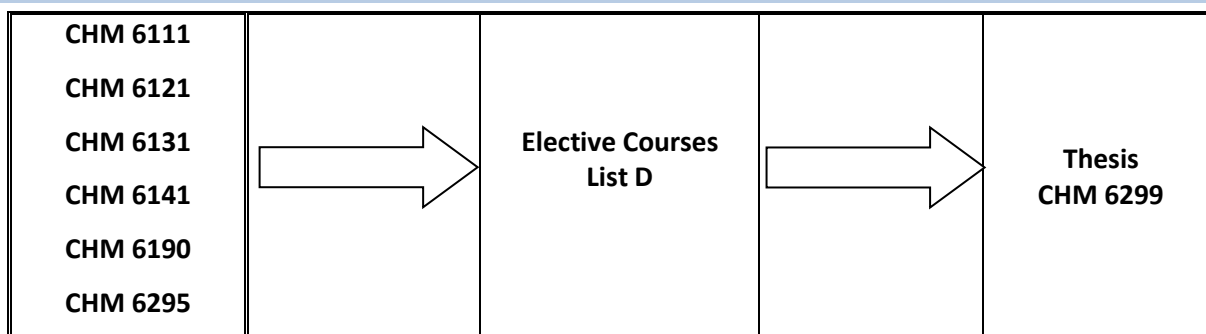 CHM 6111
CHM 6121
CHM 6131
CHM 6141
CHM 6190
CHM 6295
Elective Courses
List D
Thesis
CHM 6299